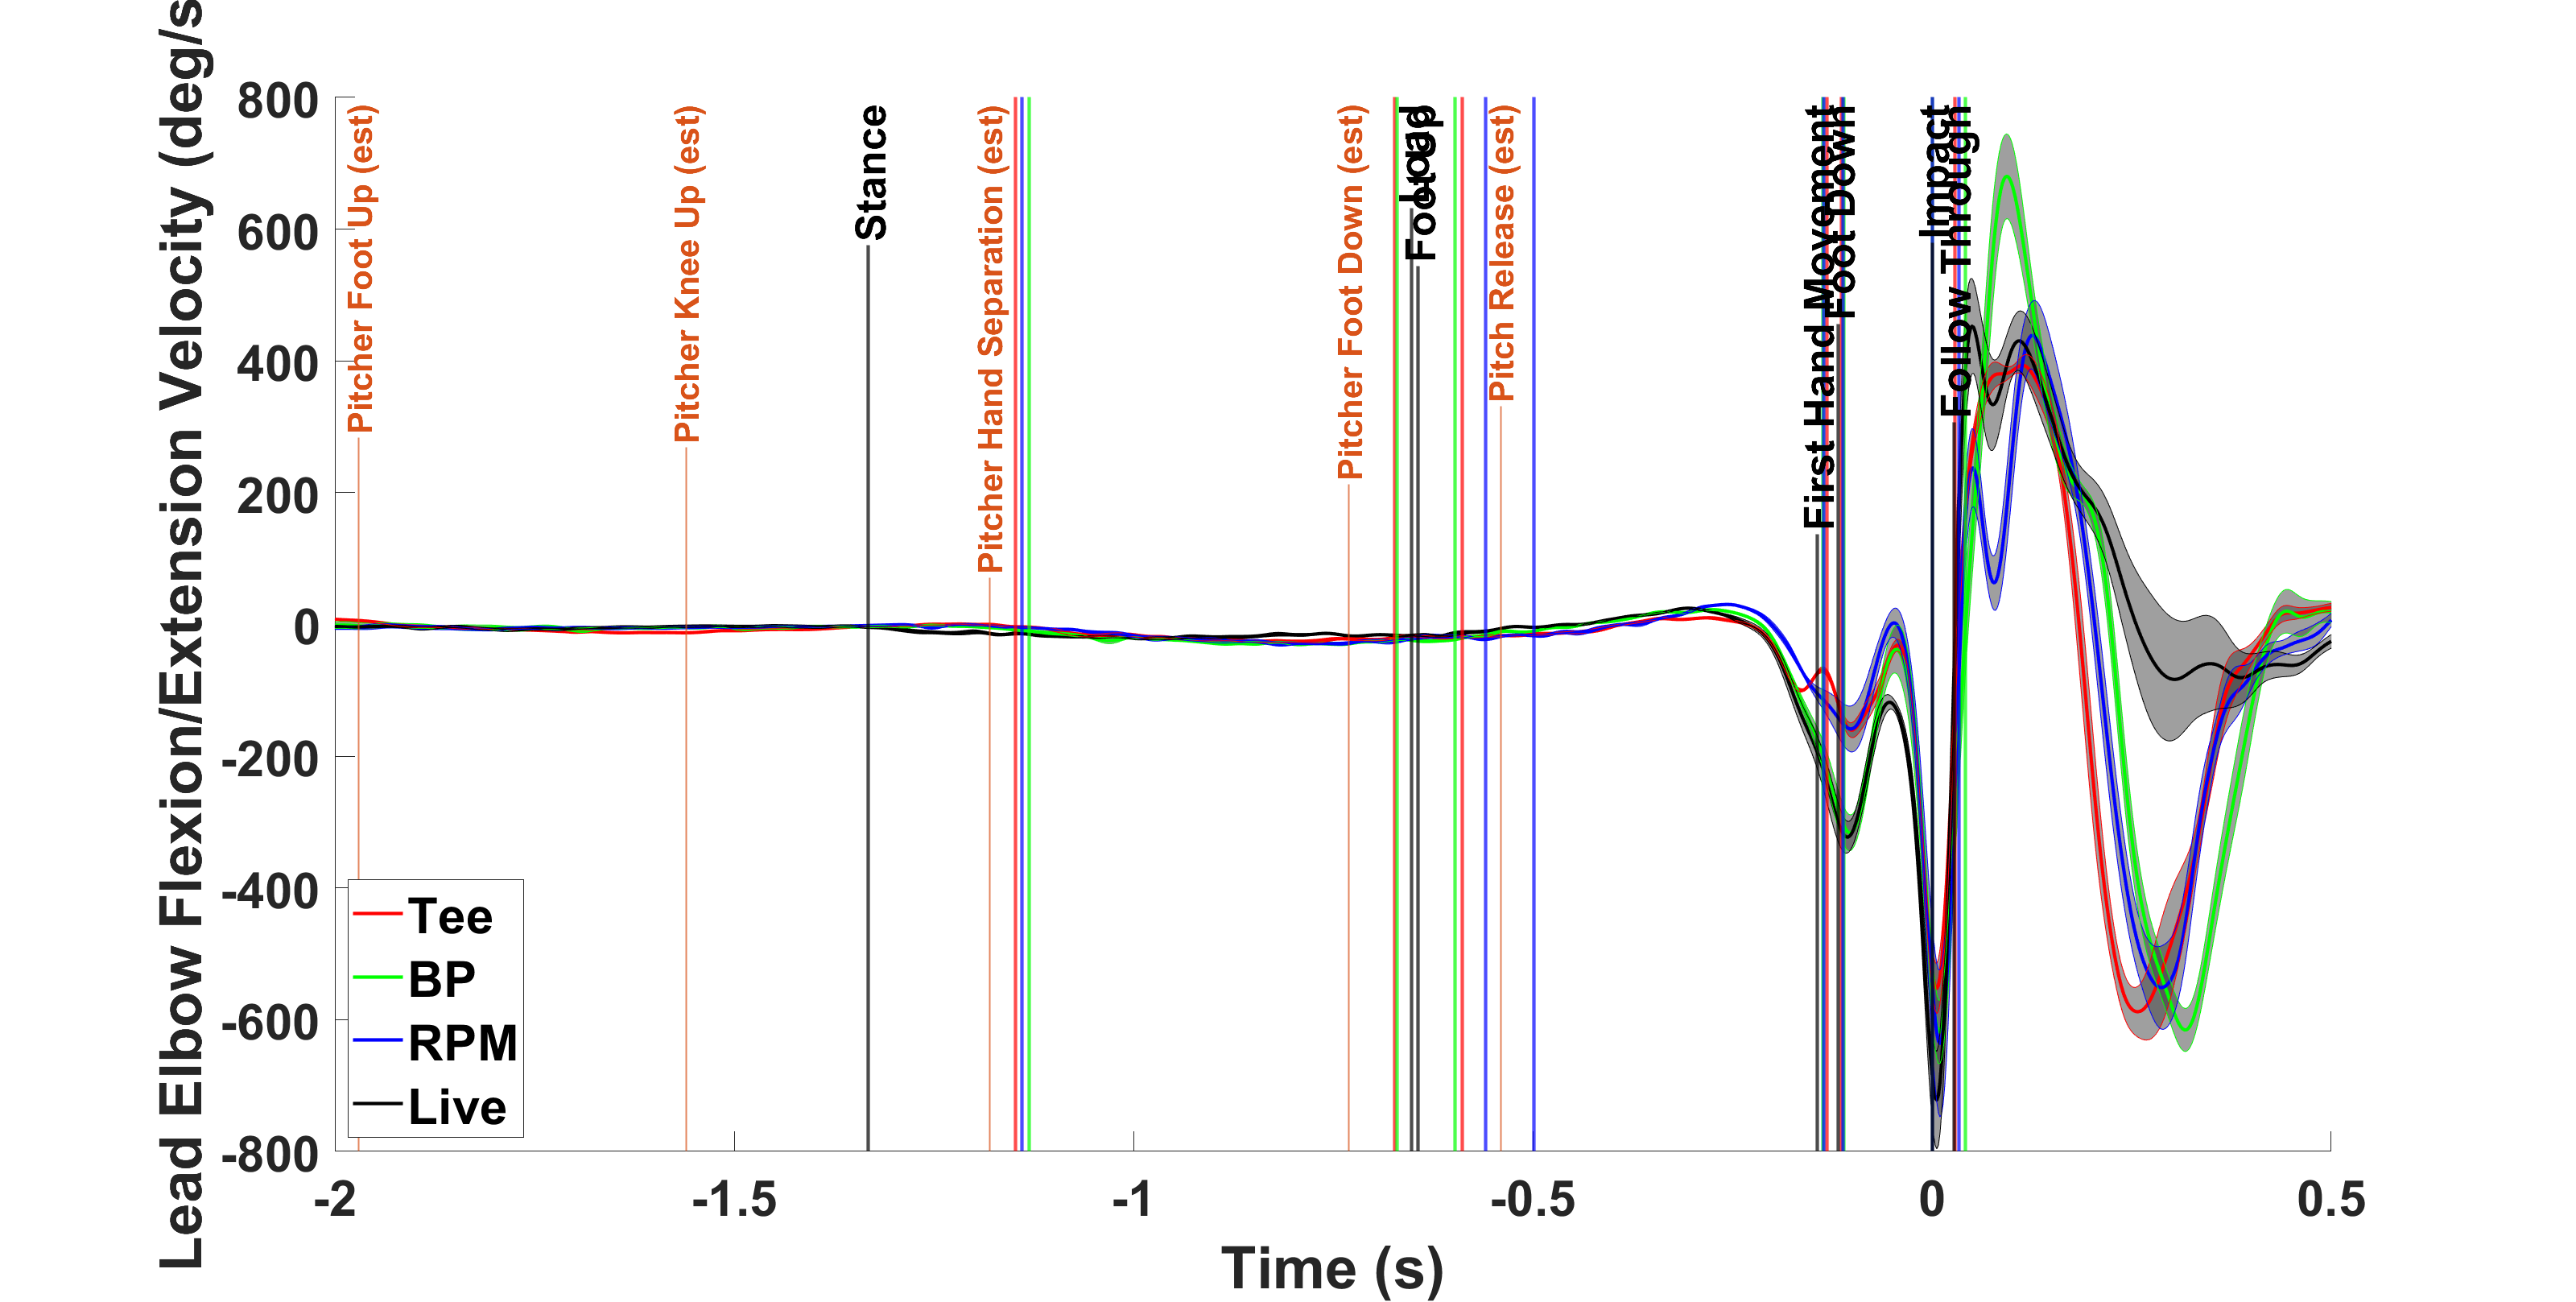 Lead Elbow Flexion/Extension Velocity (deg/s
800
600
400
200
0
-200
-400
-600
-800
Pitcher Foot Up (est)
Pitcher Knee Up (est)
Stance
Pitcher Hand Separation (est)
Pitcher Foot Down (est)
Load
Foot Up
Pitch Release (est)
First Hand Movement
Foot Down
Impact
Follow Through
Tee
BP
RPM
Live
-2
-1.5
-1
-0.5
0
0.5
Time (s)